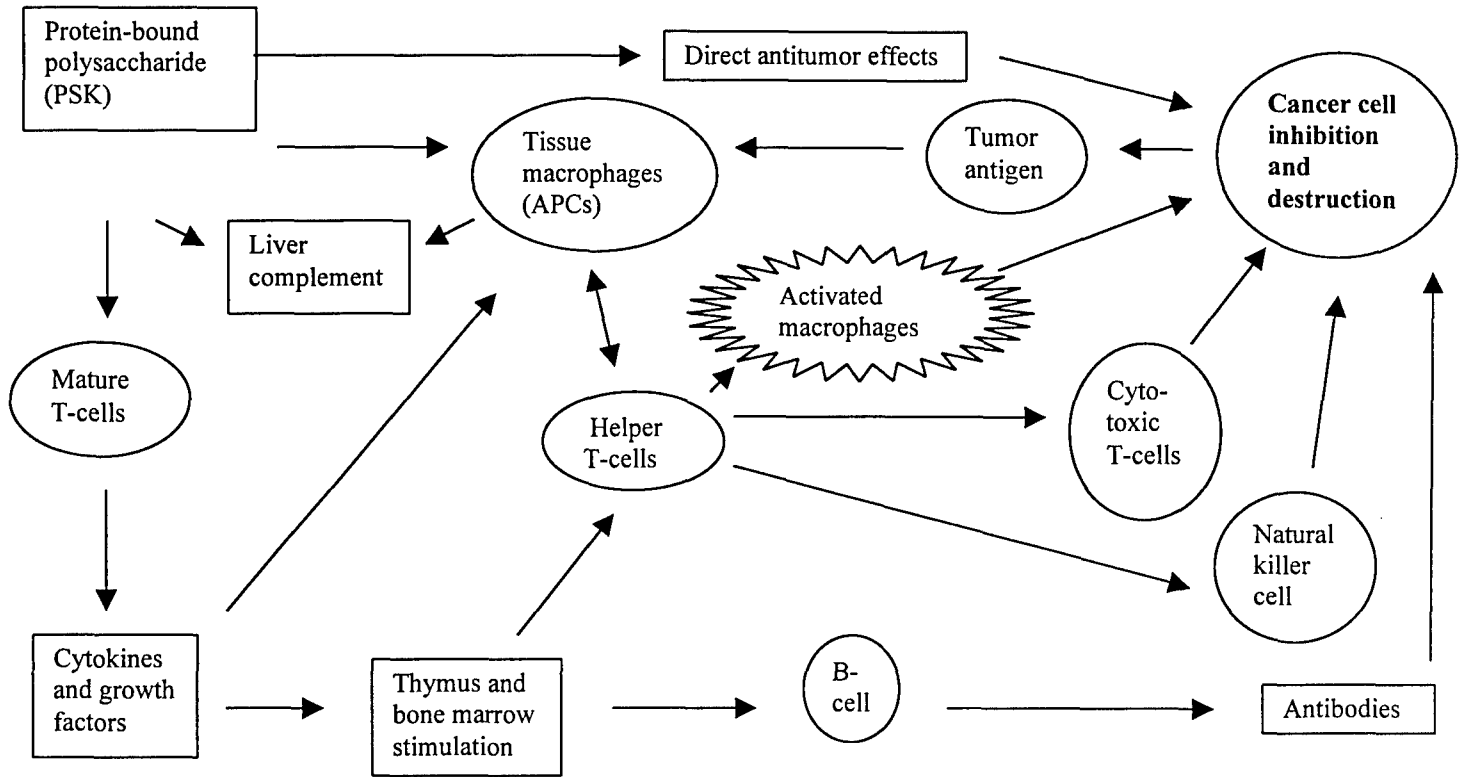 Protein-bound
polysaccharide
(PSK)
Direct antitumor effects
Cancer cell
inhibition
and
destruction
Tissue
macrophages
(APCs)
Tumor
antigen
Liver
complement
Activated
macrophages
Mature
T-cells
Helper
T-cells
Cyto-
toxic
T-cells
Natural
killer
cell
Cytokines
and growth
factors
Thymus and
bone marrow
stimulation
B-
cell
Antibodies